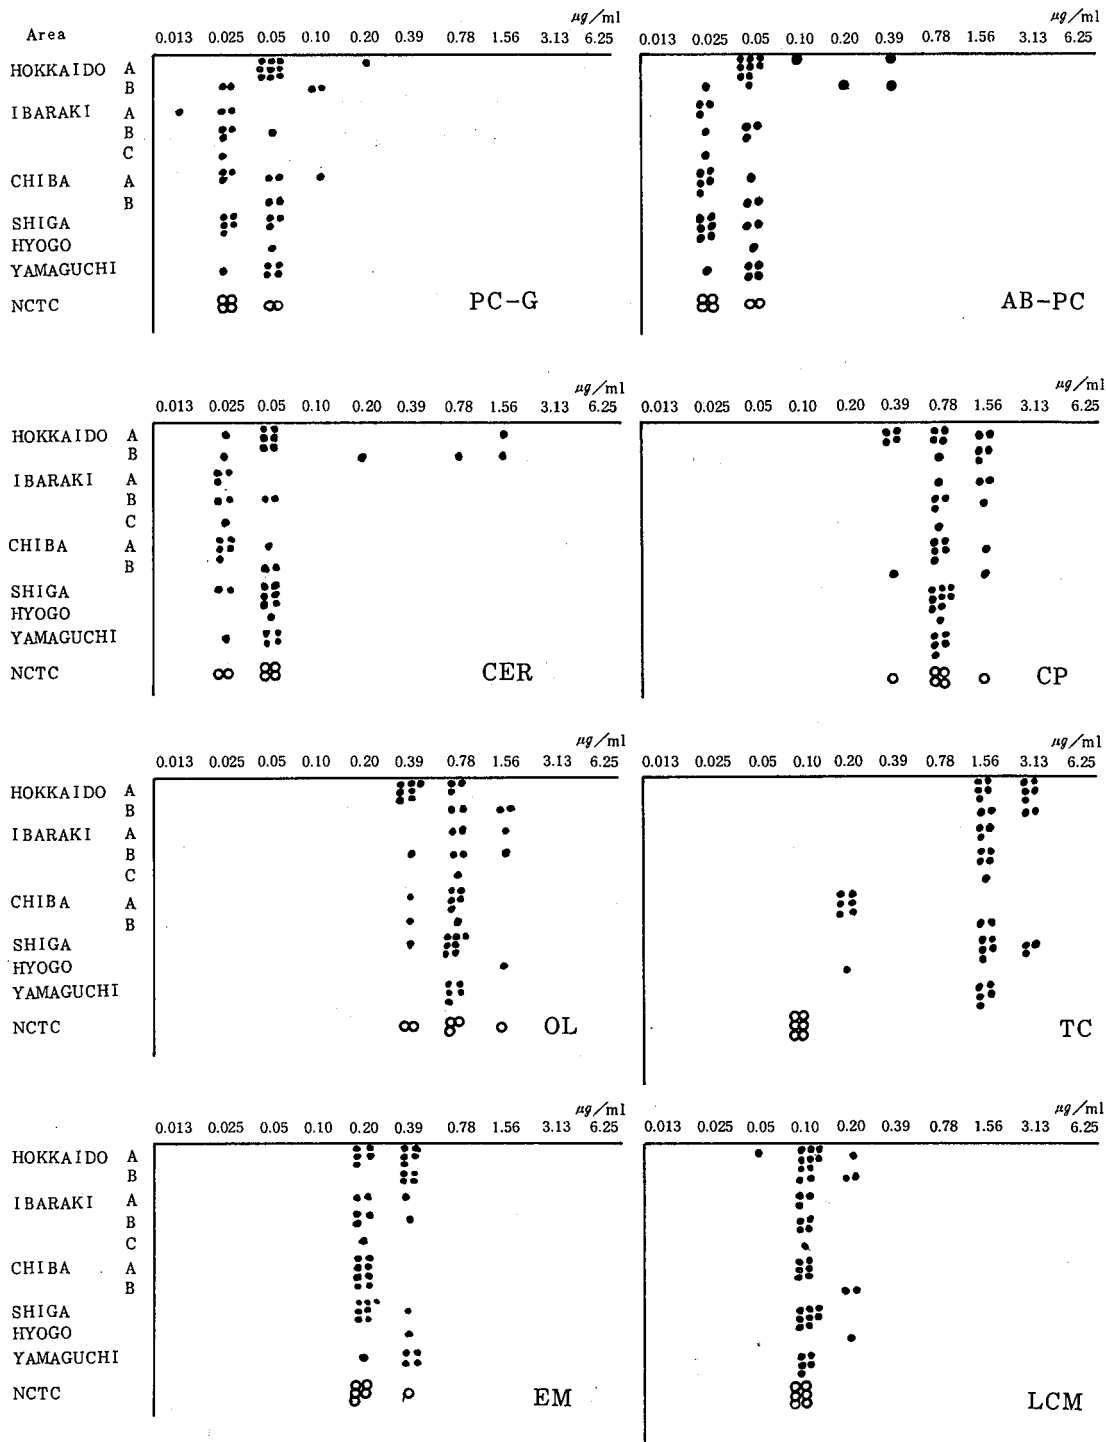 µg/ml
Area 0.013 0.025 0.05 0.10 0.20 0.39 0.78 1.56 3.13 6.25
HOKKAIDO A
B
IBARAKI A
B
C
CHIBA A
B
SHIGA
HYOGO
YAMAGUCHI
NCTC
PC-G
µg/ml
0.013 0.025 0.05 0.10 0.20 0.39 0.78 1.56 3.13 6.25
AB-PC
µg/ml
0.013 0.025 0.05 0.10 0.20 0.39 0.78 1.56 3.13 6.25
HOKKAIDO A
B
IBARAKI A
B
C
CHIBA A
B
SHIGA
HYOGO
YAMAGUCHI
NCTC
CER
µg/ml
0.013 0.025 0.05 0.10 0.20 0.39 0.78 1.56 3.13 6.25
CP
µg/ml
0.013 0.025 0.05 0.10 0.20 0.39 0.78 1.56 3.13 6.25
HOKKAIDO A
B
IBARAKI A
B
C
CHIBA A
B
SHIGA
HYOGO
YAMAGUCHI
NCTC
OL
µg/ml
0.013 0.025 0.05 0.10 0.20 0.39 0.78 1.56 3.13 6.25
TC
µg/ml
0.013 0.025 0.05 0.10 0.20 0.39 0.78 1.56 3.13 6.25
HOKKAIDO A
B
IBARAKI A
B
C
CHIBA A
B
SHIGA
HYOGO
YAMAGUCHI
NCTC
EM
µg/ml
0.013 0.025 0.05 0.10 0.20 0.39 0.78 1.56 3.13 6.25
LCM